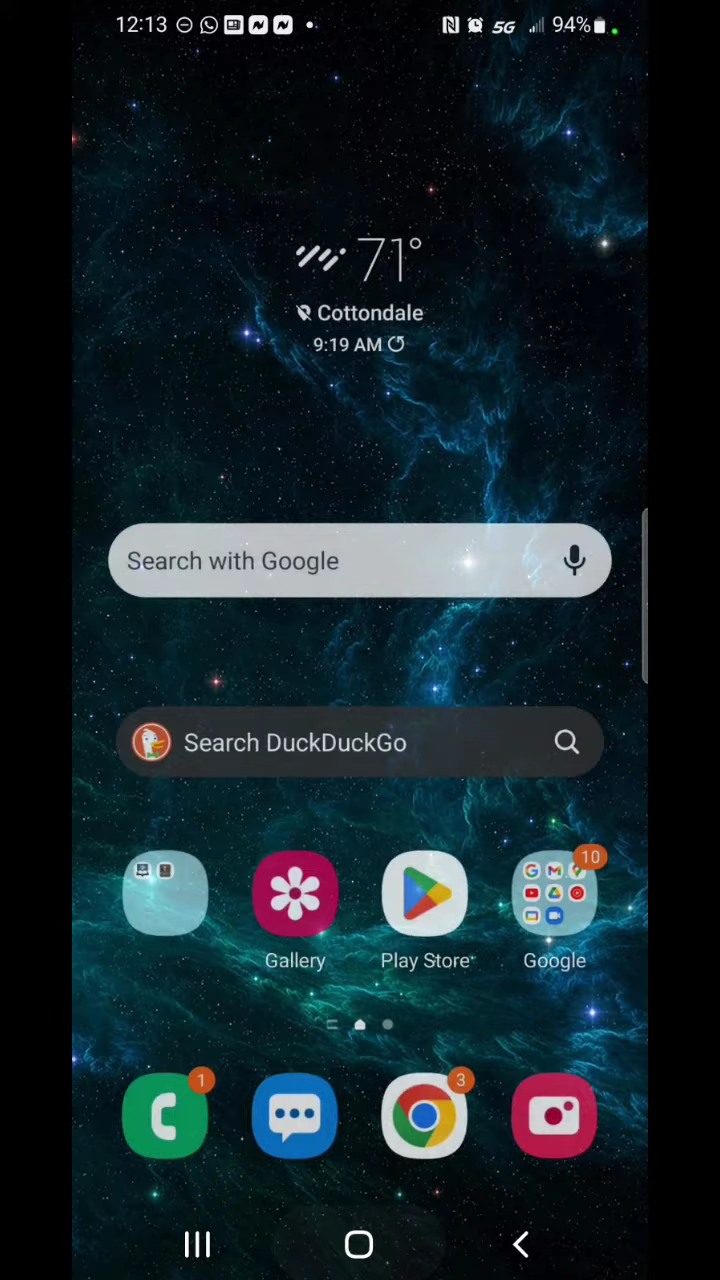 12:13 5G 94%
71°
Cottondale
9:19 AM
Search with Google
Search DuckDuckGo
10
Gallery Play Store Google
1 3